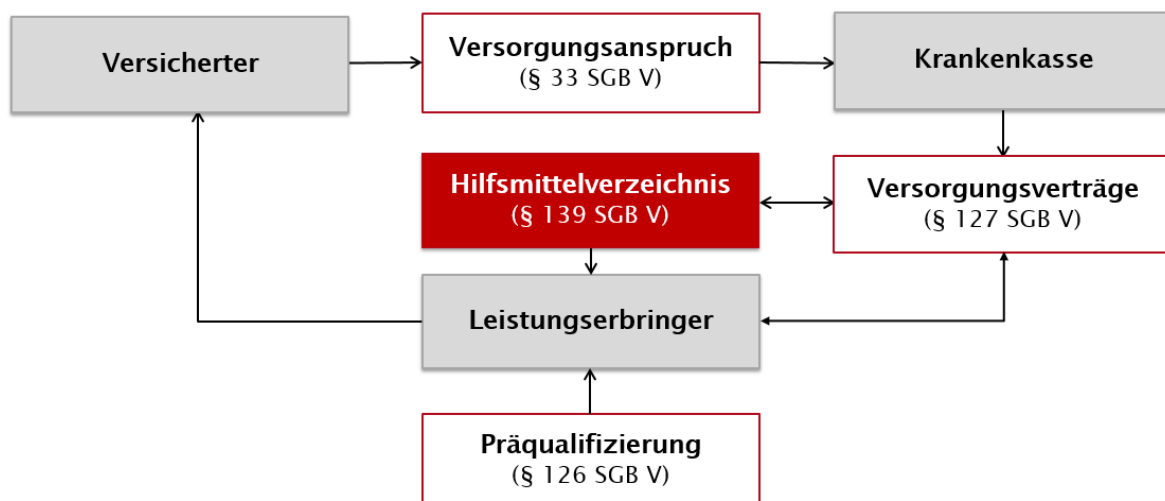 Versicherter
Versorgungsanspruch
(§ 33 SGB V)
Krankenkasse
Hilfsmittelverzeichnis
(§ 139 SGB V)
Versorgungsverträge
(§ 127 SGB V)
Leistungserbringer
Präqualifizierung
(§ 126 SGB V)